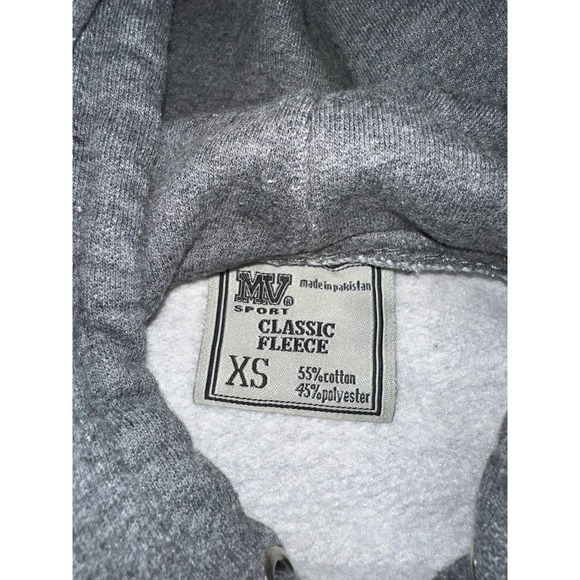 MV®
SPORT
made in pakistan
CLASSIC
FLEECE
XS
55%cotton
45%polyester